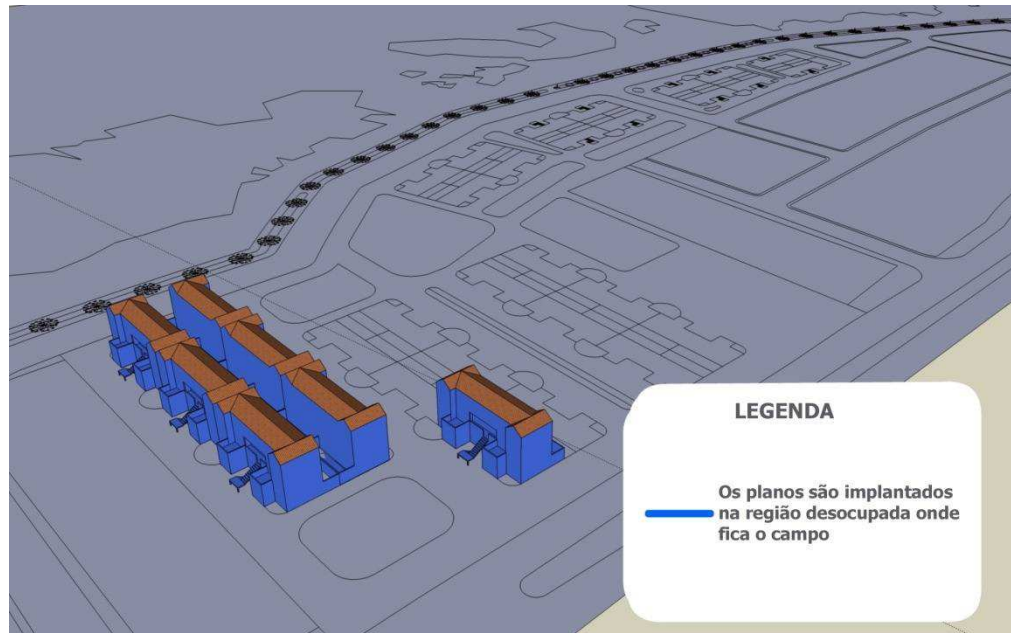 LEGENDA
Os planos são implantados
na região desocupada onde
fica o campo